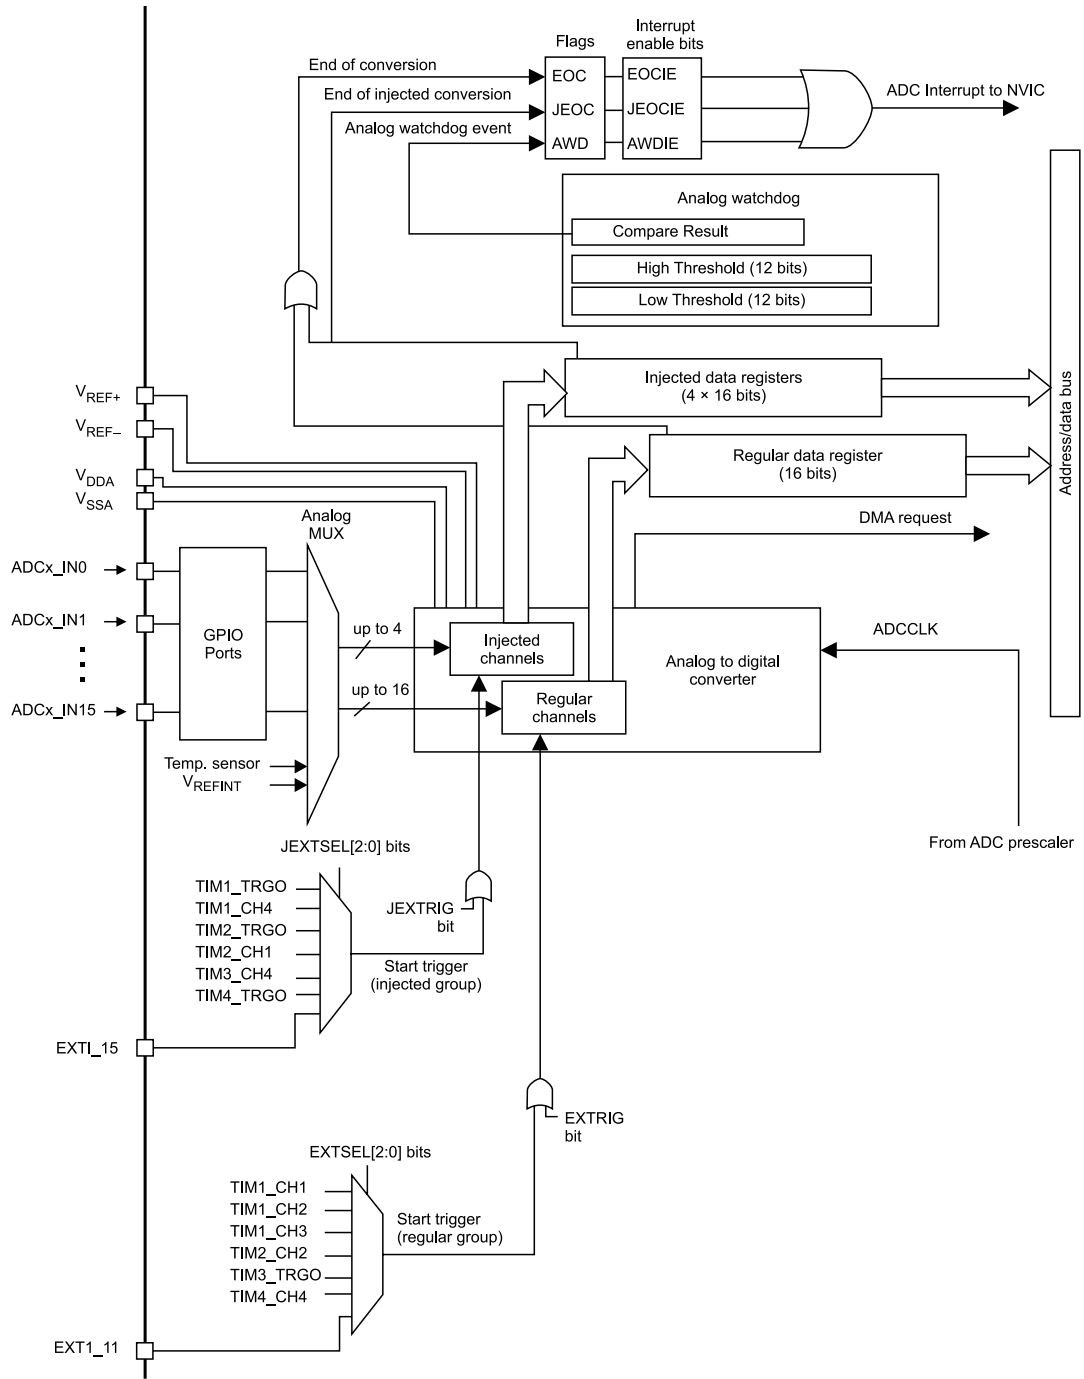 Flags
Interrupt
enable bits
End of conversion
EOC
EOCIE
ADC Interrupt to NVIC
End of injected conversion
JEOC
JEOCIE
Analog watchdog event
AWD
AWDIE
Analog watchdog
Compare Result
High Threshold (12 bits)
Low Threshold (12 bits)
Injected data registers
(4 × 16 bits)
Regular data register
(16 bits)
Address/data bus
VREF+
VREF–
VDDA
VSSA
DMA request
Analog
MUX
ADCx_IN0
ADCx_IN1
ADCx_IN15
GPIO
Ports
up to 4
up to 16
Injected
channels
Regular
channels
Analog to digital
converter
ADCCLK
Temp. sensor
VREFINT
From ADC prescaler
JEXTSEL[2:0] bits
TIM1_TRGO
TIM1_CH4
TIM2_TRGO
TIM2_CH1
TIM3_CH4
TIM4_TRGO
JEXTRIG
bit
Start trigger
(injected group)
EXTI_15
EXTRIG
bit
EXTSEL[2:0] bits
TIM1_CH1
TIM1_CH2
TIM1_CH3
TIM2_CH2
TIM3_TRGO
TIM4_CH4
Start trigger
(regular group)
EXT1_11